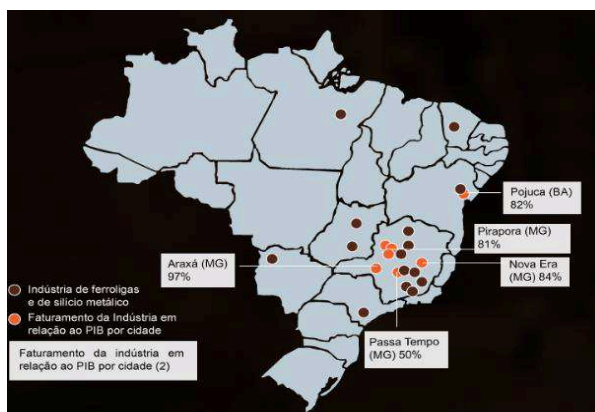 Pojuca (BA)
82%
Pirapora (MG)
81%
Araxá (MG)
97%
Nova Era
(MG) 84%
Indústria de ferroligas
e de silício metálico
Faturamento da Indústria em
relação ao PIB por cidade
Passa Tempo
(MG) 50%
Faturamento da indústria em
relação ao PIB por cidade (2)